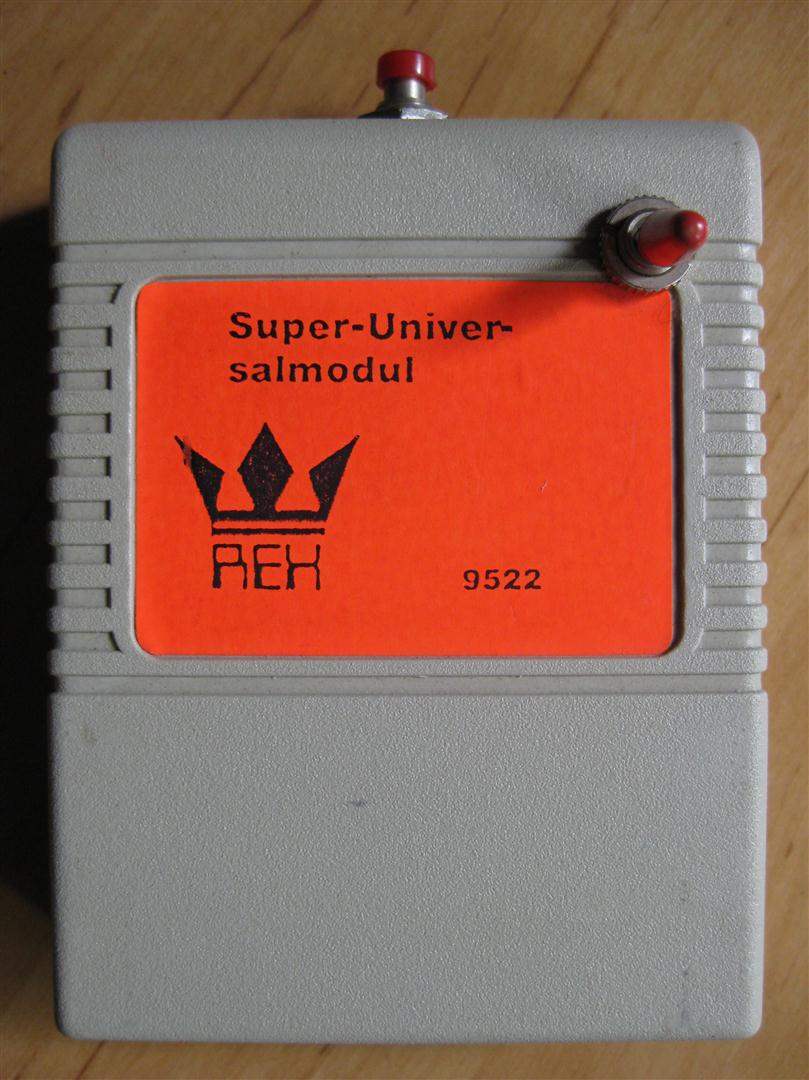 Super-Univer-
salmodul
REX
9522